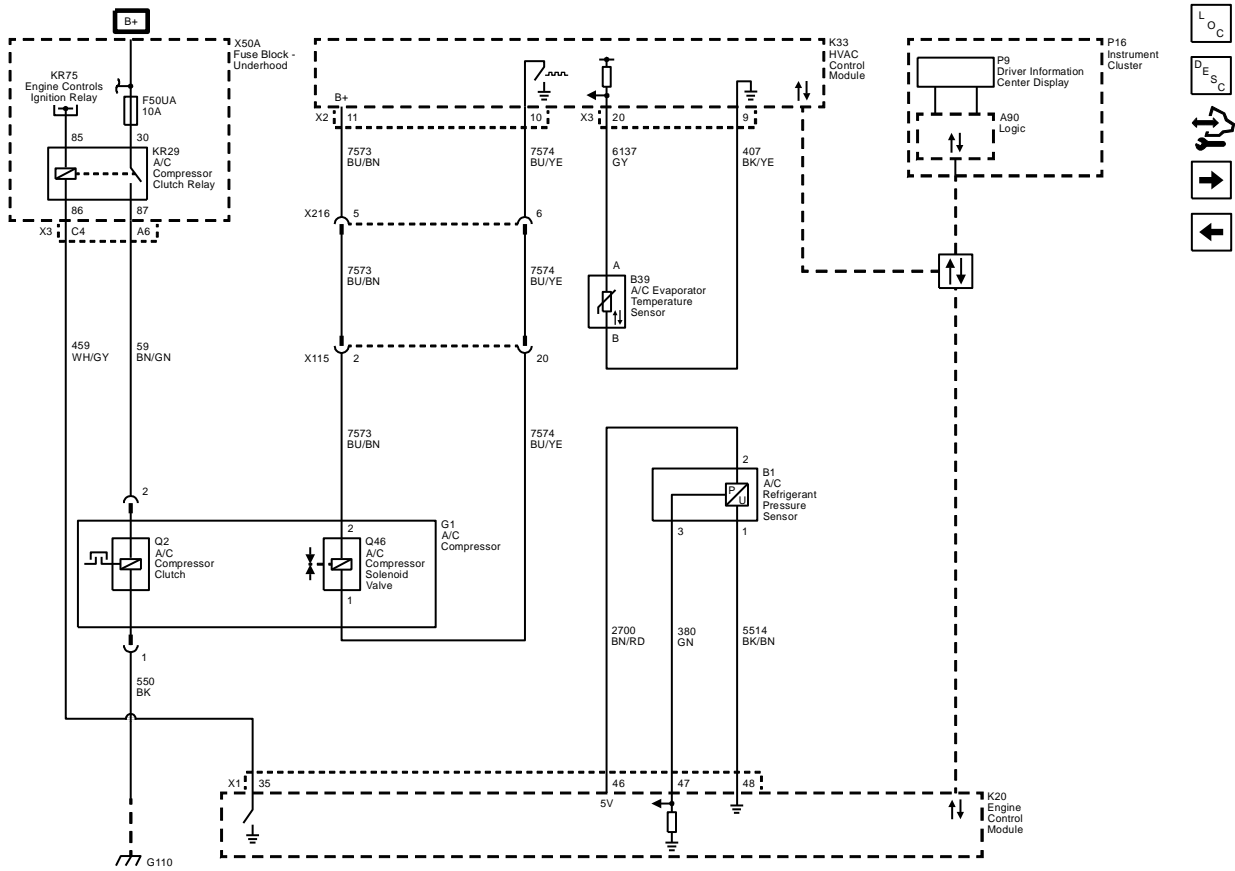 B+
X50A
Fuse Block -
Underhood
KR75
Engine Controls
Ignition Relay
F50UA
10A
85
30
KR29
A/C
Compressor
Clutch Relay
86
87
X3
C4
A6
459
WH/GY
59
BN/GN
2
Q2
A/C
Compressor
Clutch
1
550
BK
G110
K33
HVAC
Control
Module
B+
X2
11
10
X3
20
9
7573
BU/BN
7574
BU/YE
6137
GY
407
BK/YE
X216
5
6
7573
BU/BN
7574
BU/YE
A
B39
A/C Evaporator
Temperature
Sensor
B
X115
2
20
7573
BU/BN
7574
BU/YE
2
G1
A/C
Compressor
Q46
A/C
Compressor
Solenoid
Valve
1
2
B1
A/C
Refrigerant
Pressure
Sensor
P
U
3
1
2700
BN/RD
380
GN
5514
BK/BN
X1
35
46
47
48
5V
K20
Engine
Control
Module
P16
Instrument
Cluster
P9
Driver Information
Center Display
A90
Logic
L
O
C
D
E
S
C